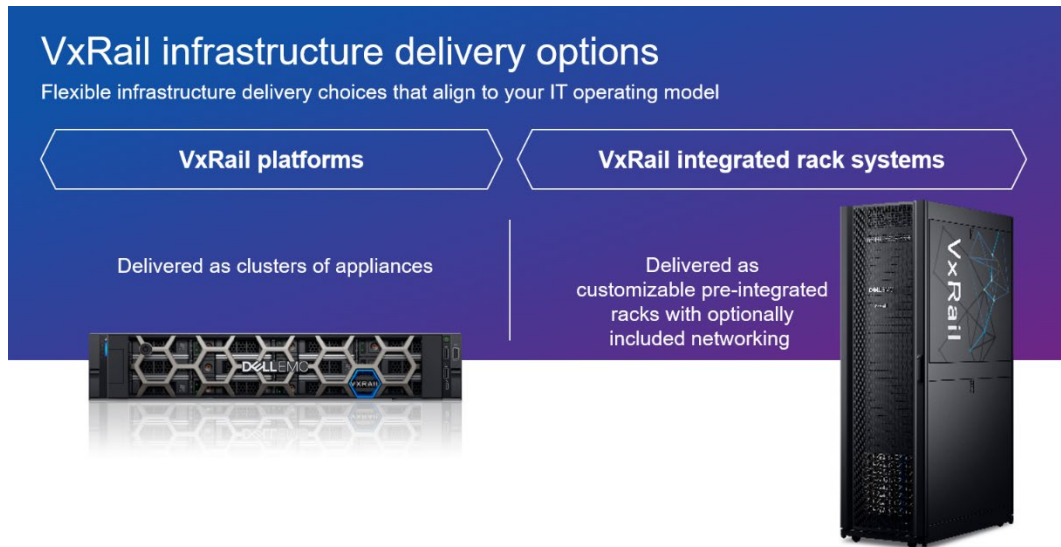 VxRail infrastructure delivery options
Flexible infrastructure delivery choices that align to your IT operating model
VxRail platforms
VxRail integrated rack systems
Delivered as clusters of appliances
Delivered as
customizable pre-integrated
racks with optionally
included networking
DELLEMC
VXRAIL
DELLEMC
VxRail